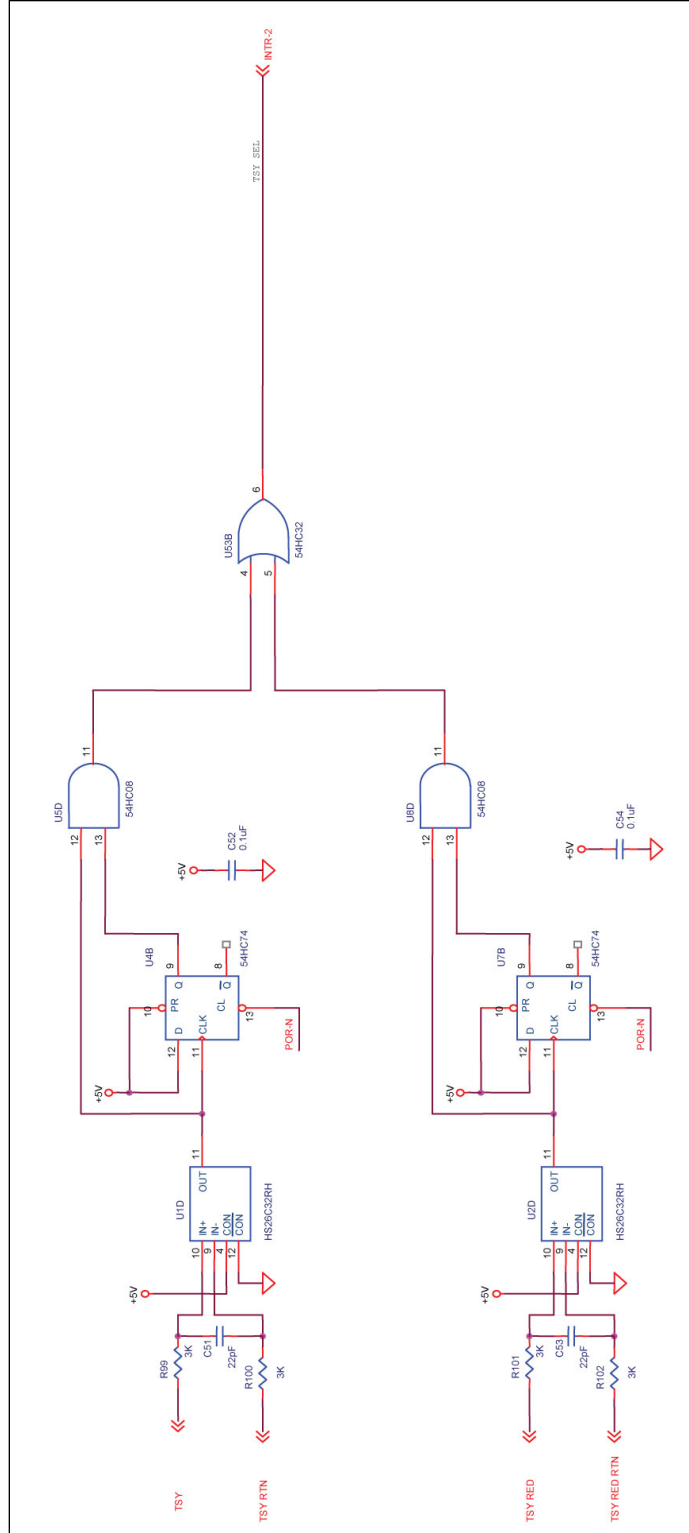 INTR-2
TSY SEL
6
U53B
54HC32
4
5
11
U5D
54HC08
12
13
C52
0.1uF
+5V
U4B
9
8
54HC74
Q
Q
PR
CL
D
CLK
10
13
12
11
POR-N
+5V
11
U1D
OUT
HS26C32RH
IN+
IN-
CON
CON
10
9
4
12
+5V
R99
3K
C51
22pF
R100
3K
TSY
TSY RTN
11
U8D
54HC08
12
13
C54
0.1uF
+5V
U7B
9
8
54HC74
Q
Q
PR
CL
D
CLK
10
13
12
11
POR-N
+5V
11
U2D
OUT
HS26C32RH
IN+
IN-
CON
CON
10
9
4
12
+5V
R101
3K
C53
22pF
R102
3K
TSY RED
TSY RED RTN